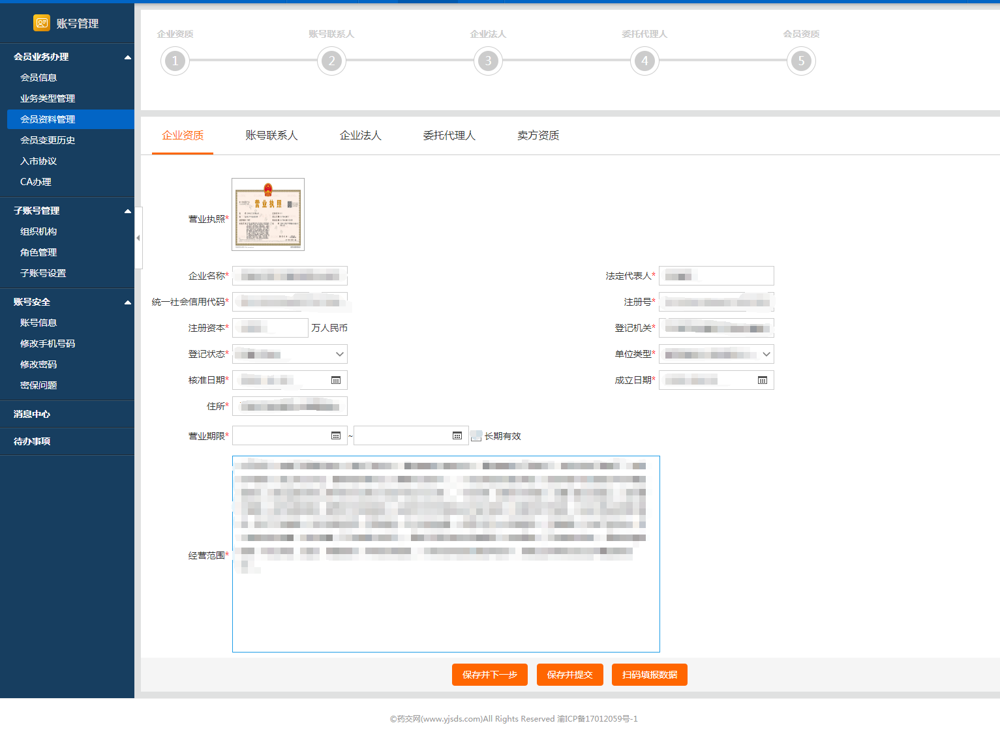 账号管理
会员业务办理
会员信息
业务类型管理
会员资料管理
会员变更历史
入市协议
CA办理
子账号管理
组织机构
角色管理
子账号设置
账号安全
账号信息
修改手机号码
修改密码
密保问题
消息中心
待办事项
企业资质 账号联系人 企业法人 委托代理人 会员资质
1 2 3 4 5
企业资质 账号联系人 企业法人 委托代理人 卖方资质
营业执照*
营业执照
企业名称* 法定代表人*
统一社会信用代码* 注册号*
注册资本* 万人民币 登记机关*
登记状态* 单位类型*
核准日期* 成立日期*
住所*
营业期限* ~ 长期有效
经营范围*
保存并下一步 保存并提交 扫码填报数据
©药交网(www.yjsds.com)All Rights Reserved 渝ICP备17012059号-1